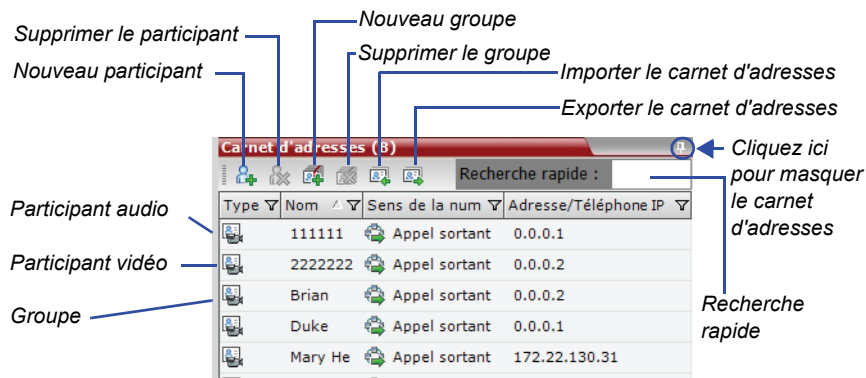 Nouveau groupe
Supprimer le participant
Supprimer le groupe
Nouveau participant
Importer le carnet d'adresses
Exporter le carnet d'adresses
Carnet d'adresses (8)
Cliquez ici
pour masquer
le carnet
d'adresses
Recherche rapide :
Type Nom Sens de la num Adresse/Téléphone IP
Participant audio
111111 Appel sortant 0.0.0.1
Participant vidéo
2222222 Appel sortant 0.0.0.2
Brian Appel sortant 0.0.0.2
Groupe
Duke Appel sortant 0.0.0.1
Recherche
rapide
Mary He Appel sortant 172.22.130.31